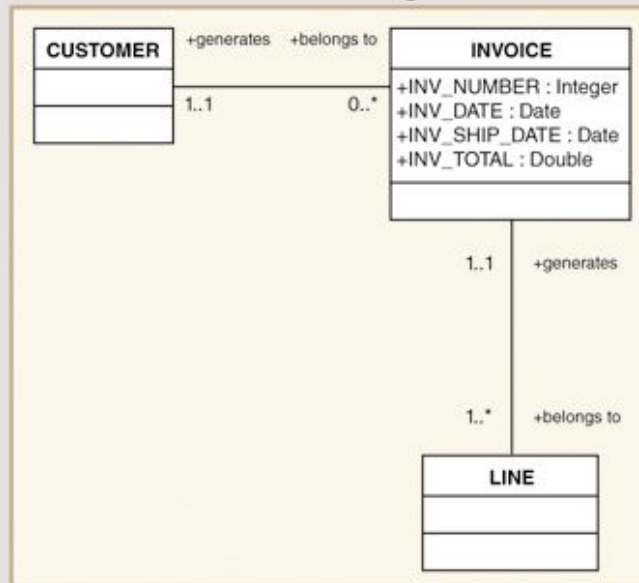 CUSTOMER
+generates
+belongs to
1..1
0..*
INVOICE
+INV_NUMBER : Integer
+INV_DATE : Date
+INV_SHIP_DATE : Date
+INV_TOTAL : Double
1..1
+generates
1..*
+belongs to
LINE